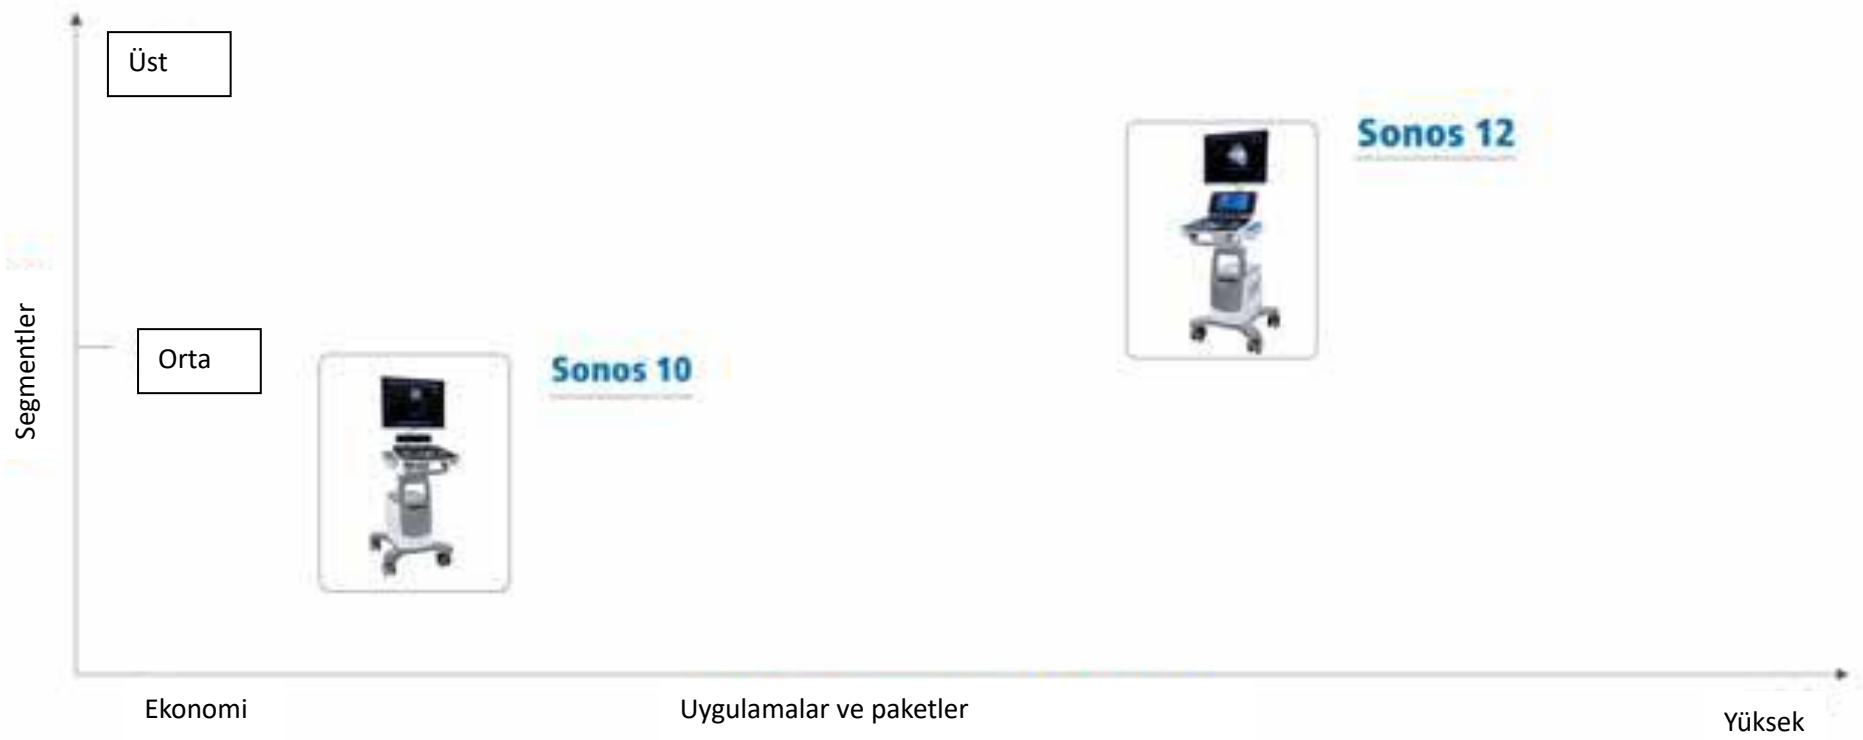 Üst
Sonos 12
Segmentler
Orta
Sonos 10
Ekonomi
Uygulamalar ve paketler
Yüksek